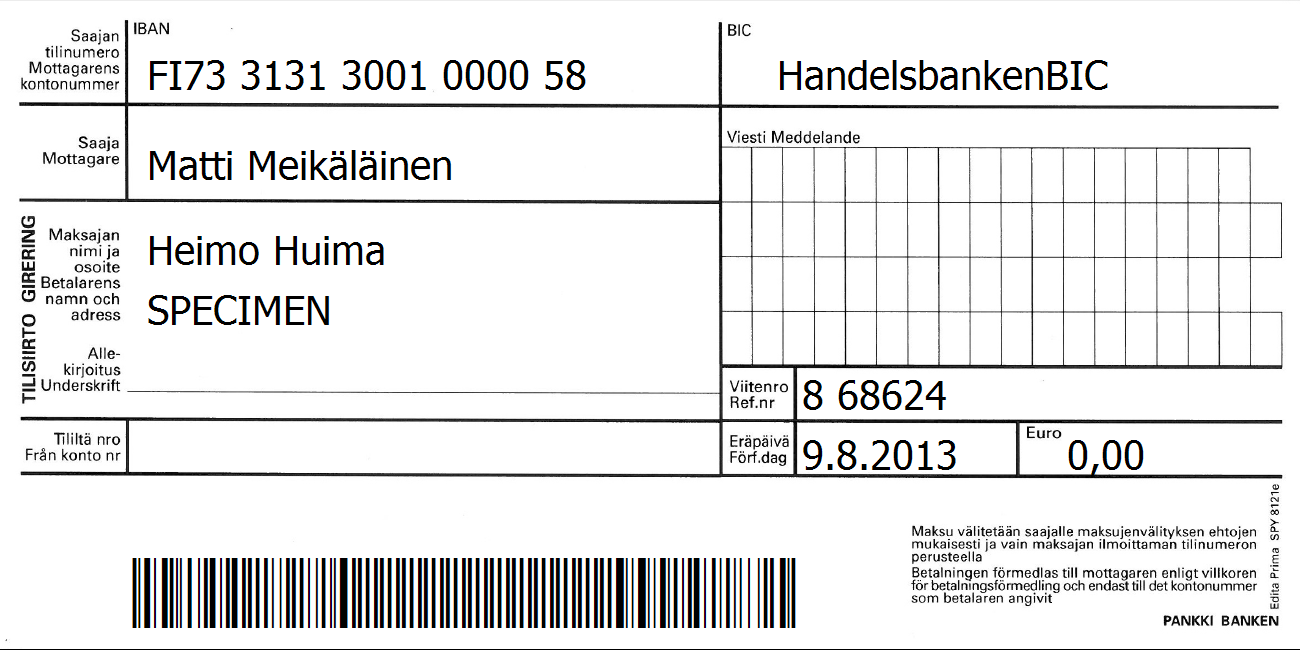 Saajan
tilinumero
Mottagarens
kontonummer
IBAN
FI73 3131 3001 0000 58
BIC
HandelsbankenBIC
Saaja
Mottagare
Matti Meikäläinen
Viesti Meddelande
TILISIIRTO GIRERING
Maksajan
nimi ja
osoite
Betalarens
namn och
adress
Heimo Huima
SPECIMEN
Alle-
kirjoitus
Underskrift
Viitenro
Ref.nr
8 68624
Tililtä nro
Från konto nr
Eräpäivä
Förf.dag
9.8.2013
Euro
0,00
Maksu välitetään saajalle maksujenvälityksen ehtojen
mukaisesti ja vain maksajan ilmoittaman tilinumeron
perusteella
Betalningen förmedlas till mottagaren enligt villkoren
för betalningsförmedling och endast till det kontonummer
som betalaren angivit
PANKKI BANKEN
Edita Prima SPY 8121e